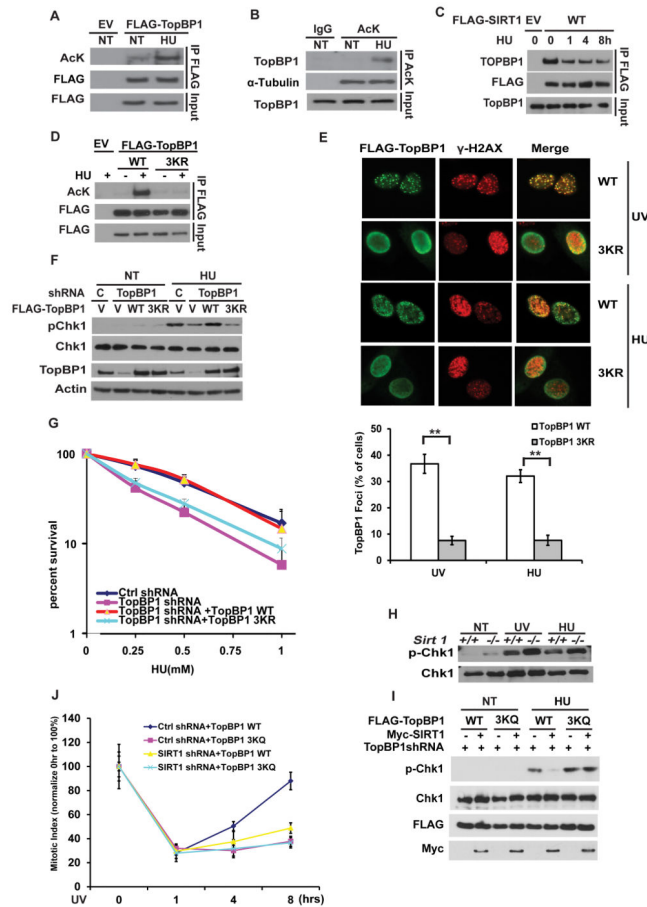 A
EV FLAG-TopBP1
NT NT HU
AcK
FLAG
FLAG
IP FLAG
Input
B
IgG AcK
NT NT HU
TopBP1
α-Tubulin
TopBP1
IP AcK
Input
C
FLAG-SIRT1 EV WT
HU 0 0 1 4 8h
TOPBP1
FLAG
TopBP1
IP FLAG
Input
D
EV FLAG-TopBP1
WT 3KR
HU + - + - +
AcK
FLAG
FLAG
IP FLAG
Input
E
FLAG-TopBP1 γ-H2AX Merge
WT
3KR
UV
WT
3KR
HU
TopBP1 Foci (% of cells)
50
40
30
20
10
0
** **
TopBP1 WT
TopBP1 3KR
UV HU
F
NT HU
shRNA C TopBP1 C TopBP1
FLAG-TopBP1 V V WT 3KR V V WT 3KR
pChk1
Chk1
TopBP1
Actin
G
percent survival
100
10
1
Ctrl shRNA
TopBP1 shRNA
TopBP1 shRNA +TopBP1 WT
TopBP1 shRNA+TopBP1 3KR
0 0.25 0.5 0.75 1
HU(mM)
H
NT UV HU
Sirt 1 +/+ -/- +/+ -/- +/+ -/-
p-Chk1
Chk1
I
NT HU
FLAG-TopBP1 WT 3KQ WT 3KQ
Myc-SIRT1 - + - + - + - +
TopBP1shRNA + + + + + + + +
p-Chk1
Chk1
FLAG
Myc
J
Mitotic Index (normalize 0hr to 100%)
140
120
100
80
60
40
20
0
Ctrl shRNA+TopBP1 WT
Ctrl shRNA+TopBP1 3KQ
SIRT1 shRNA+TopBP1 WT
SIRT1 shRNA+TopBP1 3KQ
UV 0 1 4 8 (hrs)